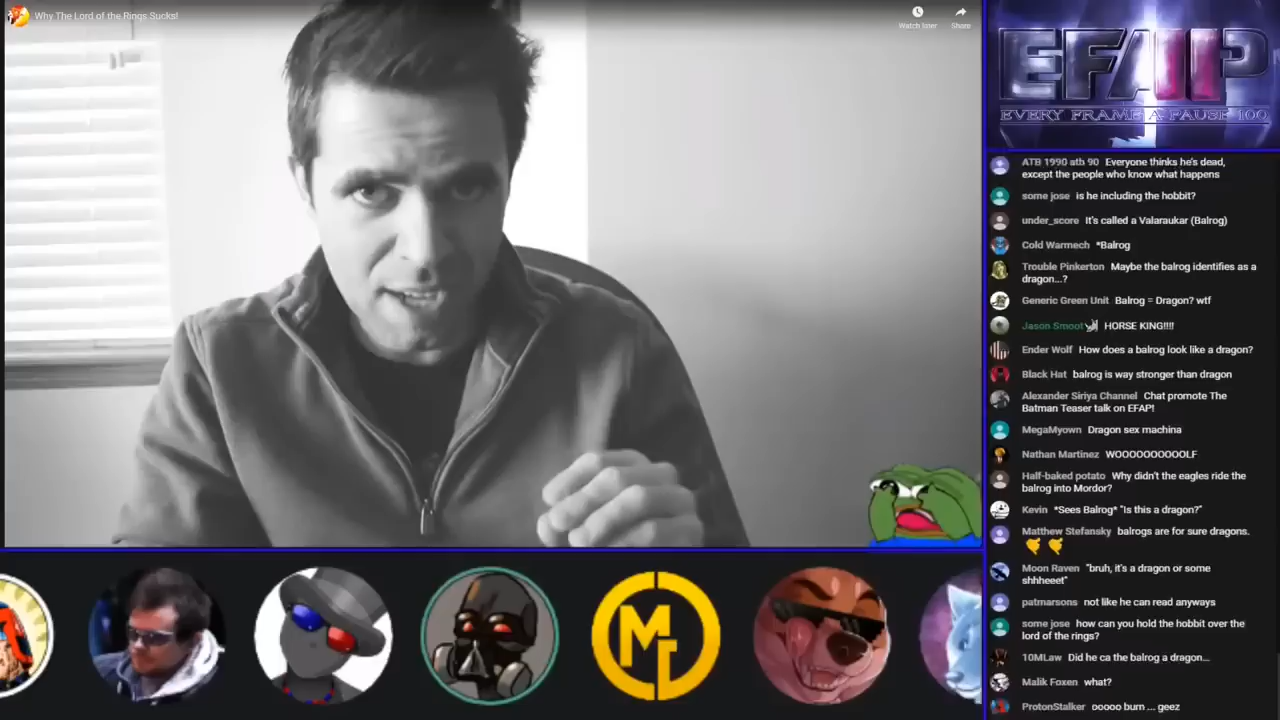 Why The Lord of the Rings Sucks!
Watch later
Share
EFAP
EVERY FRAME A PAUSE 100
ATB 1990 atb 90 Everyone thinks he's dead,
except the people who know what happens
some jose is he including the hobbit?
under_score It's called a Valaraukar (Balrog)
Cold Warmech *Balrog
Trouble Pinkerton Maybe the balrog identifies as a
dragon...?
Generic Green Unit Balrog = Dragon? wtf
Jason Smoot HORSE KING!!!!
Ender Wolf How does a balrog look like a dragon?
Black Hat balrog is way stronger than dragon
Alexander Siriya Channel Chat promote The
Batman Teaser talk on EFAP!
MegaMyown Dragon sex machina
Nathan Martinez WOOOOOOOOOOLF
Half-baked potato Why didn't the eagles ride the
balrog into Mordor?
Kevin *Sees Balrog* "Is this a dragon?"
Matthew Stefansky balrogs are for sure dragons.
Moon Raven "bruh, it's a dragon or some
shhheeet"
patmarsons not like he can read anyways
some jose how can you hold the hobbit over the
lord of the rings?
10MLaw Did he ca the balrog a dragon...
Malik Foxen what?
ProtonStalker ooooo burn ... geez